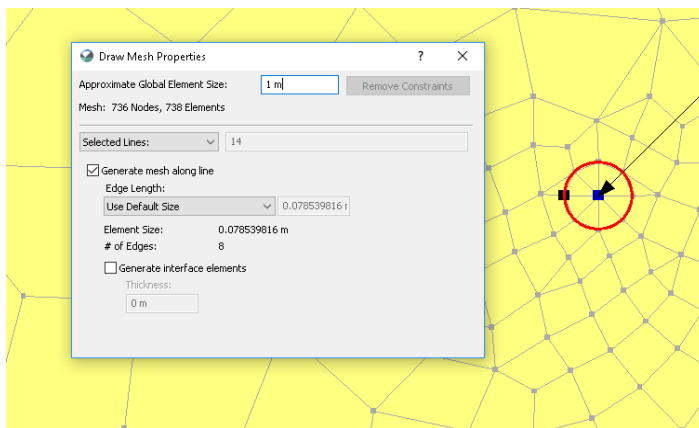 Draw Mesh Properties ?
Approximate Global Element Size: 1 m Remove Constraints
Mesh: 736 Nodes, 738 Elements
Selected Lines: 14
Generate mesh along line
Edge Length:
Use Default Size 0.078539816 r
Element Size: 0.078539816 m
# of Edges: 8
Generate interface elements
Thickness:
0 m